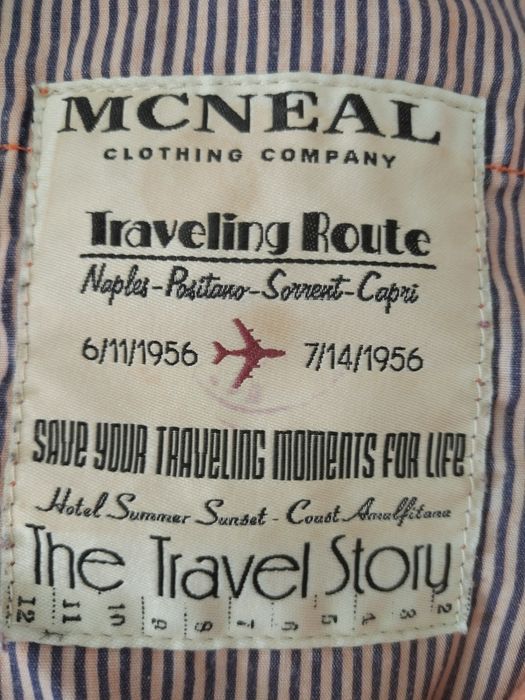 MCNEAL
CLOTHING COMPANY
Traveling Route
Naples-Positano-Sorrent-Capri
6/11/1956 7/14/1956
SAVE YOUR TRAVELING MOMENTS FOR LIFE
Hotel Summer Sunset - Coast Amalfitana
The Travel Story
12 11 10 9 8 7 6 5 4 3 2